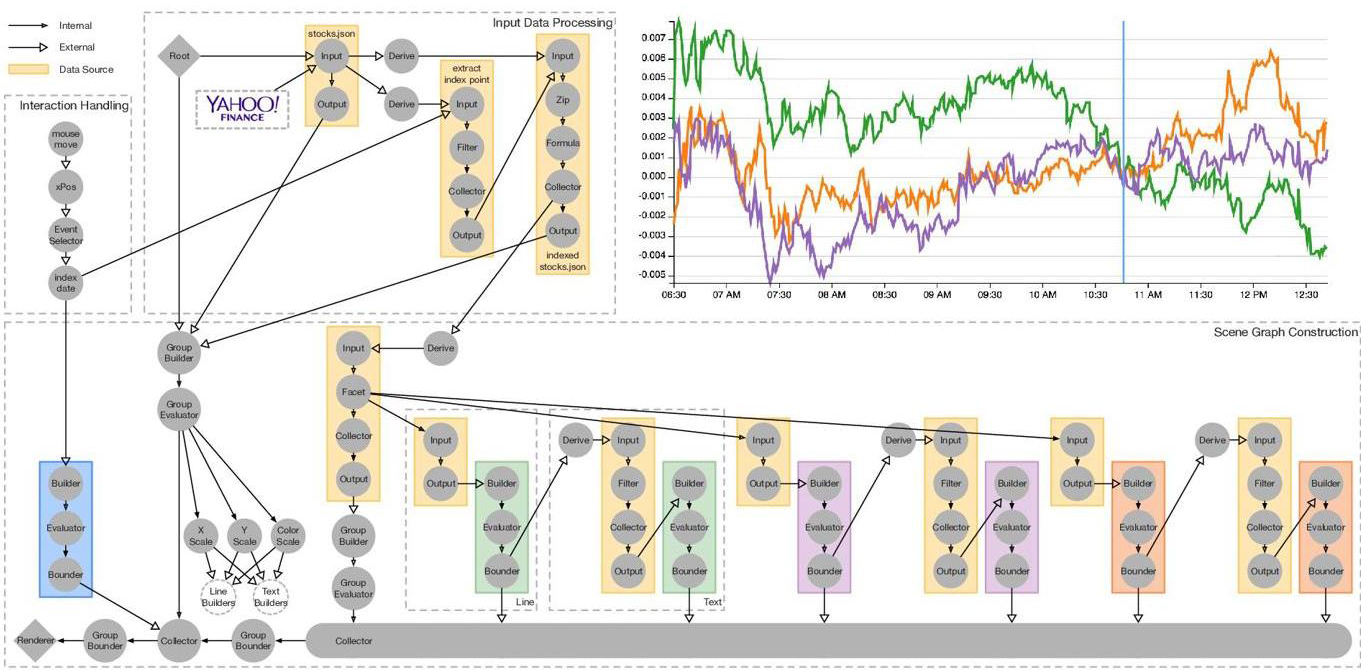 Internal
External
Data Source
Interaction Handling
mouse
move
xPos
Event
Selector
index
date
Input Data Processing
Root
YAHOO!
FINANCE
stocks.json
Input
Output
Derive
Derive
extract
index point
Input
Filter
Collector
Output
Input
Zip
Formula
Collector
Output
indexed
stocks.json
0.007
0.006
0.005
0.004
0.003
0.002
0.001
0.000
-0.001
-0.002
-0.003
-0.004
-0.005
06:30
07 AM
07:30
08 AM
08:30
09 AM
09:30
10 AM
10:30
11 AM
11:30
12 PM
12:30
Scene Graph Construction
Builder
Evaluator
Bounder
Group
Builder
Group
Evaluator
X
Scale
Y
Scale
Color
Scale
Line
Builders
Text
Builders
Derive
Input
Facet
Collector
Output
Group
Builder
Group
Evaluator
Input
Output
Builder
Evaluator
Bounder
Line
Derive
Input
Filter
Collector
Output
Builder
Evaluator
Bounder
Text
Input
Output
Builder
Evaluator
Bounder
Derive
Input
Filter
Collector
Output
Builder
Evaluator
Bounder
Input
Output
Builder
Evaluator
Bounder
Derive
Input
Filter
Collector
Output
Builder
Evaluator
Bounder
Renderer
Group
Bounder
Collector
Group
Bounder
Collector